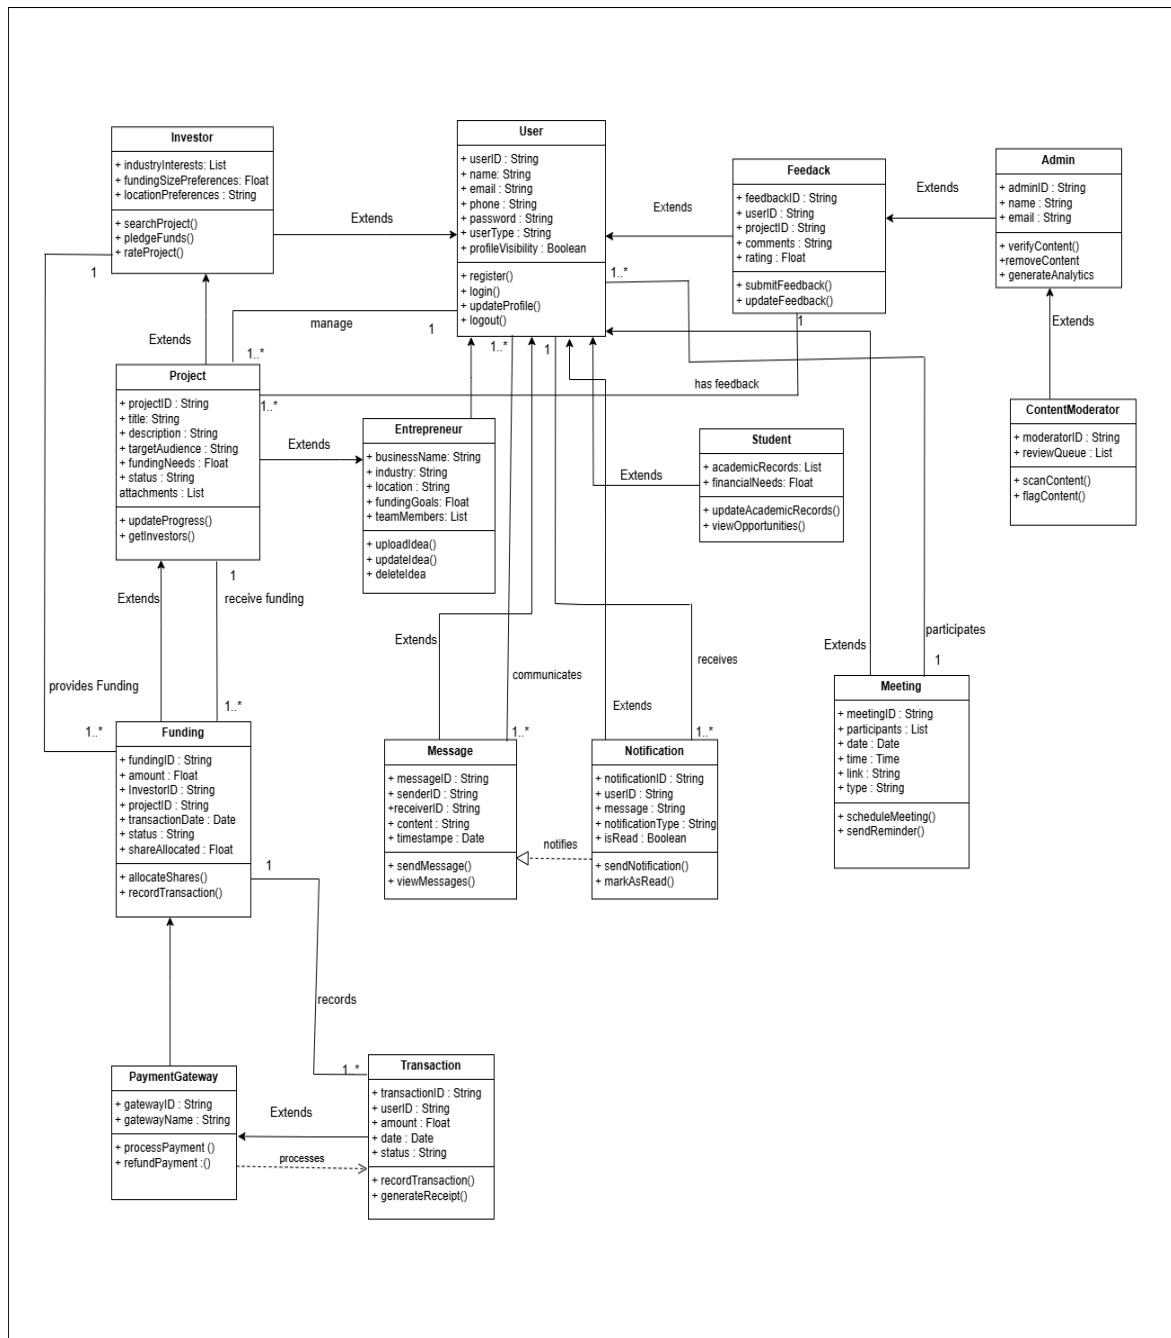 Investor
+ industryInterests: List
+ fundingSizePreferences: Float
+ locationPreferences : String
+ searchProject()
+ pledgeFunds()
+ rateProject()
User
+ userID : String
+ name: String
+ email : String
+ phone : String
+ password : String
+ userType : String
+ profileVisibility : Boolean
+ register()
+ login()
+ updateProfile()
+ logout()
Feedack
+ feedbackID : String
+ userID : String
+ projectID : String
+ comments : String
+ rating : Float
+ submitFeedback()
+ updateFeedback()
Admin
+ adminID : String
+ name : String
+ email : String
+ verifyContent()
+removeContent
+ generateAnalytics
Extends
Extends
Extends
1
1..*
manage
1
1..*
1
1..*
1
Extends
Extends
has feedback
1..*
Project
+ projectID : String
+ title: String
+ description : String
+ targetAudience : String
+ fundingNeeds : Float
+ status : String
attachments : List
+ updateProgress()
+ getInvestors()
Extends
Entrepreneur
+ businessName: String
+ industry: String
+ location : String
+ fundingGoals: Float
+ teamMembers: List
+ uploadIdea()
+ updateIdea()
+ deleteIdea
Student
+ academicRecords: List
+ financialNeeds: Float
+ updateAcademicRecords()
+ viewOpportunities()
Extends
ContentModerator
+ moderatorID : String
+ reviewQueue : List
+ scanContent()
+ flagContent()
1
Extends
receive funding
Extends
communicates
receives
Extends
participates
1
provides Funding
1..*
1..*
Extends
1..*
1..*
Funding
+ fundingID : String
+ amount : Float
+ InvestorID : String
+ projectID : String
+ transactionDate : Date
+ status : String
+ shareAllocated : Float
+ allocateShares()
+ recordTransaction()
Message
+ messageID : String
+ senderID : String
+receiverID : String
+ content : String
+ timestampe : Date
+ sendMessage()
+ viewMessages()
notifies
Notification
+ notificationID : String
+ userID : String
+ message : String
+ notificationType : String
+ isRead : Boolean
+ sendNotification()
+ markAsRead()
Meeting
+ meetingID : String
+ participants : List
+ date : Date
+ time : Time
+ link : String
+ type : String
+ scheduleMeeting()
+ sendReminder()
1
records
1..*
PaymentGateway
+ gatewayID : String
+ gatewayName : String
+ processPayment ()
+ refundPayment :()
Extends
processes
Transaction
+ transactionID : String
+ userID : String
+ amount : Float
+ date : Date
+ status : String
+ recordTransaction()
+ generateReceipt()